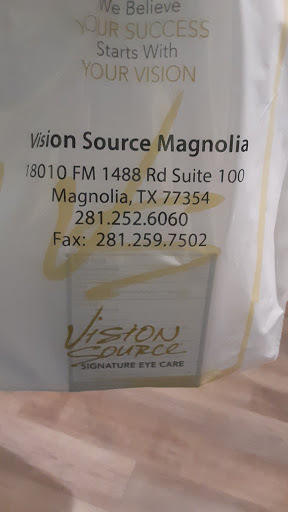 We Believe
YOUR SUCCESS
Starts With
YOUR VISION
Vision Source Magnolia
18010 FM 1488 Rd Suite 100
Magnolia, TX 77354
281.252.6060
Fax: 281.259.7502
Vision
Source
SIGNATURE EYE CARE